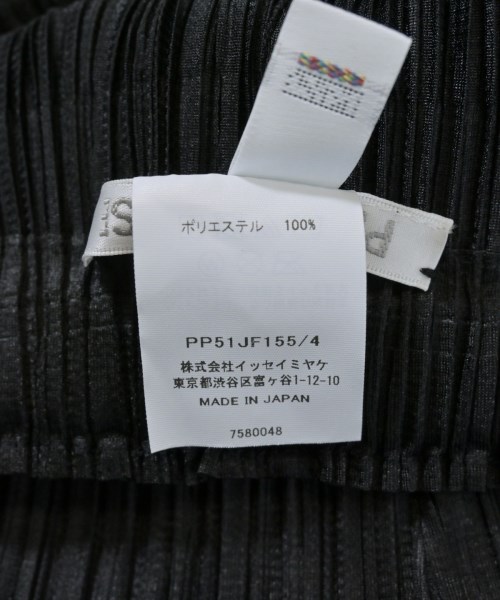 ポリエステル 100%
PP51JF155/4
株式会社イッセイミヤケ
東京都渋谷区富ヶ谷1-12-10
MADE IN JAPAN
7580048